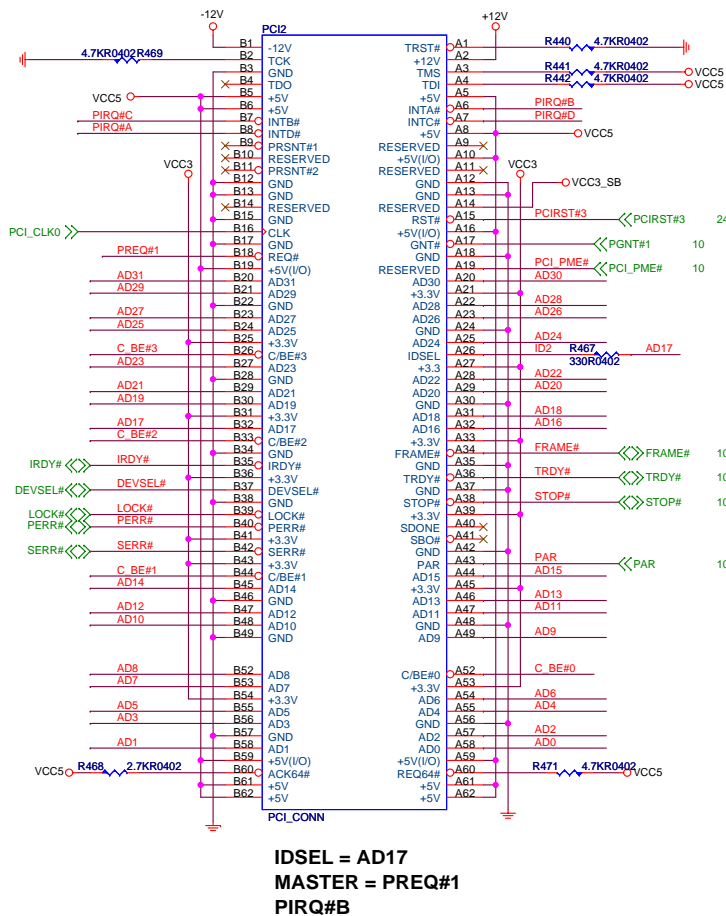 -12V
+12V
PCI2
B1 -12V TRST# A1 R440 4.7KR0402
4.7KR0402 R469 B2 TCK +12V A2
B3 GND TMS A3 R441 4.7KR0402 VCC5
B4 TDO TDI A4 R442 4.7KR0402 VCC5
VCC5 B5 +5V +5V A5
B6 +5V INTA# A6 PIRQ#B
PIRQ#C B7 INTB# INTC# A7 PIRQ#D
PIRQ#A B8 INTD# +5V A8 VCC5
B9 PRSNT#1 RESERVED A9
B10 RESERVED +5V(I/O) A10
B11 PRSNT#2 RESERVED A11
VCC3 B12 GND GND A12 VCC3
B13 GND GND A13
B14 RESERVED RESERVED A14 VCC3_SB
B15 GND RST# A15 PCIRST#3 PCIRST#3 24
PCI_CLK0 B16 CLK +5V(I/O) A16
B17 GND GNT# A17 PGNT#1 10
PREQ#1 B18 REQ# GND A18
B19 +5V(I/O) RESERVED A19 PCI_PME# PCI_PME# 10
AD31 B20 AD31 AD30 A20 AD30
AD29 B21 AD29 +3.3V A21
B22 GND AD28 A22 AD28
AD27 B23 AD27 AD26 A23 AD26
AD25 B24 AD25 GND A24
B25 +3.3V AD24 A25 AD24
C_BE#3 B26 C/BE#3 IDSEL A26 ID2 R467 330R0402 AD17
AD23 B27 AD23 +3.3 A27
B28 GND AD22 A28 AD22
AD21 B29 AD21 AD20 A29 AD20
AD19 B30 AD19 GND A30
B31 +3.3V AD18 A31 AD18
AD17 B32 AD17 AD16 A32 AD16
C_BE#2 B33 C/BE#2 +3.3V A33
B34 GND FRAME# A34 FRAME# FRAME# 10
IRDY# IRDY# B35 IRDY# GND A35
B36 +3.3V TRDY# A36 TRDY# TRDY# 10
DEVSEL# DEVSEL# B37 DEVSEL# GND A37
B38 GND STOP# A38 STOP# STOP# 10
LOCK# LOCK# B39 LOCK# +3.3V A39
PERR# PERR# B40 PERR# SDONE A40
B41 +3.3V SBO# A41
SERR# SERR# B42 SERR# GND A42
B43 +3.3V PAR A43 PAR PAR 10
C_BE#1 B44 C/BE#1 AD15 A44 AD15
AD14 B45 AD14 +3.3V A45
B46 GND AD13 A46 AD13
AD12 B47 AD12 AD11 A47 AD11
AD10 B48 AD10 GND A48
B49 GND AD9 A49 AD9
AD8 B52 AD8 C/BE#0 A52 C_BE#0
AD7 B53 AD7 +3.3V A53
B54 +3.3V AD6 A54 AD6
AD5 B55 AD5 AD4 A55 AD4
AD3 B56 AD3 GND A56
B57 GND AD2 A57 AD2
AD1 B58 AD1 AD0 A58 AD0
B59 +5V(I/O) +5V(I/O) A59
VCC5 R468 2.7KR0402 B60 ACK64# REQ64# A60 R471 4.7KR0402 VCC5
B61 +5V +5V A61
B62 +5V +5V A62
PCI_CONN
IDSEL = AD17
MASTER = PREQ#1
PIRQ#B